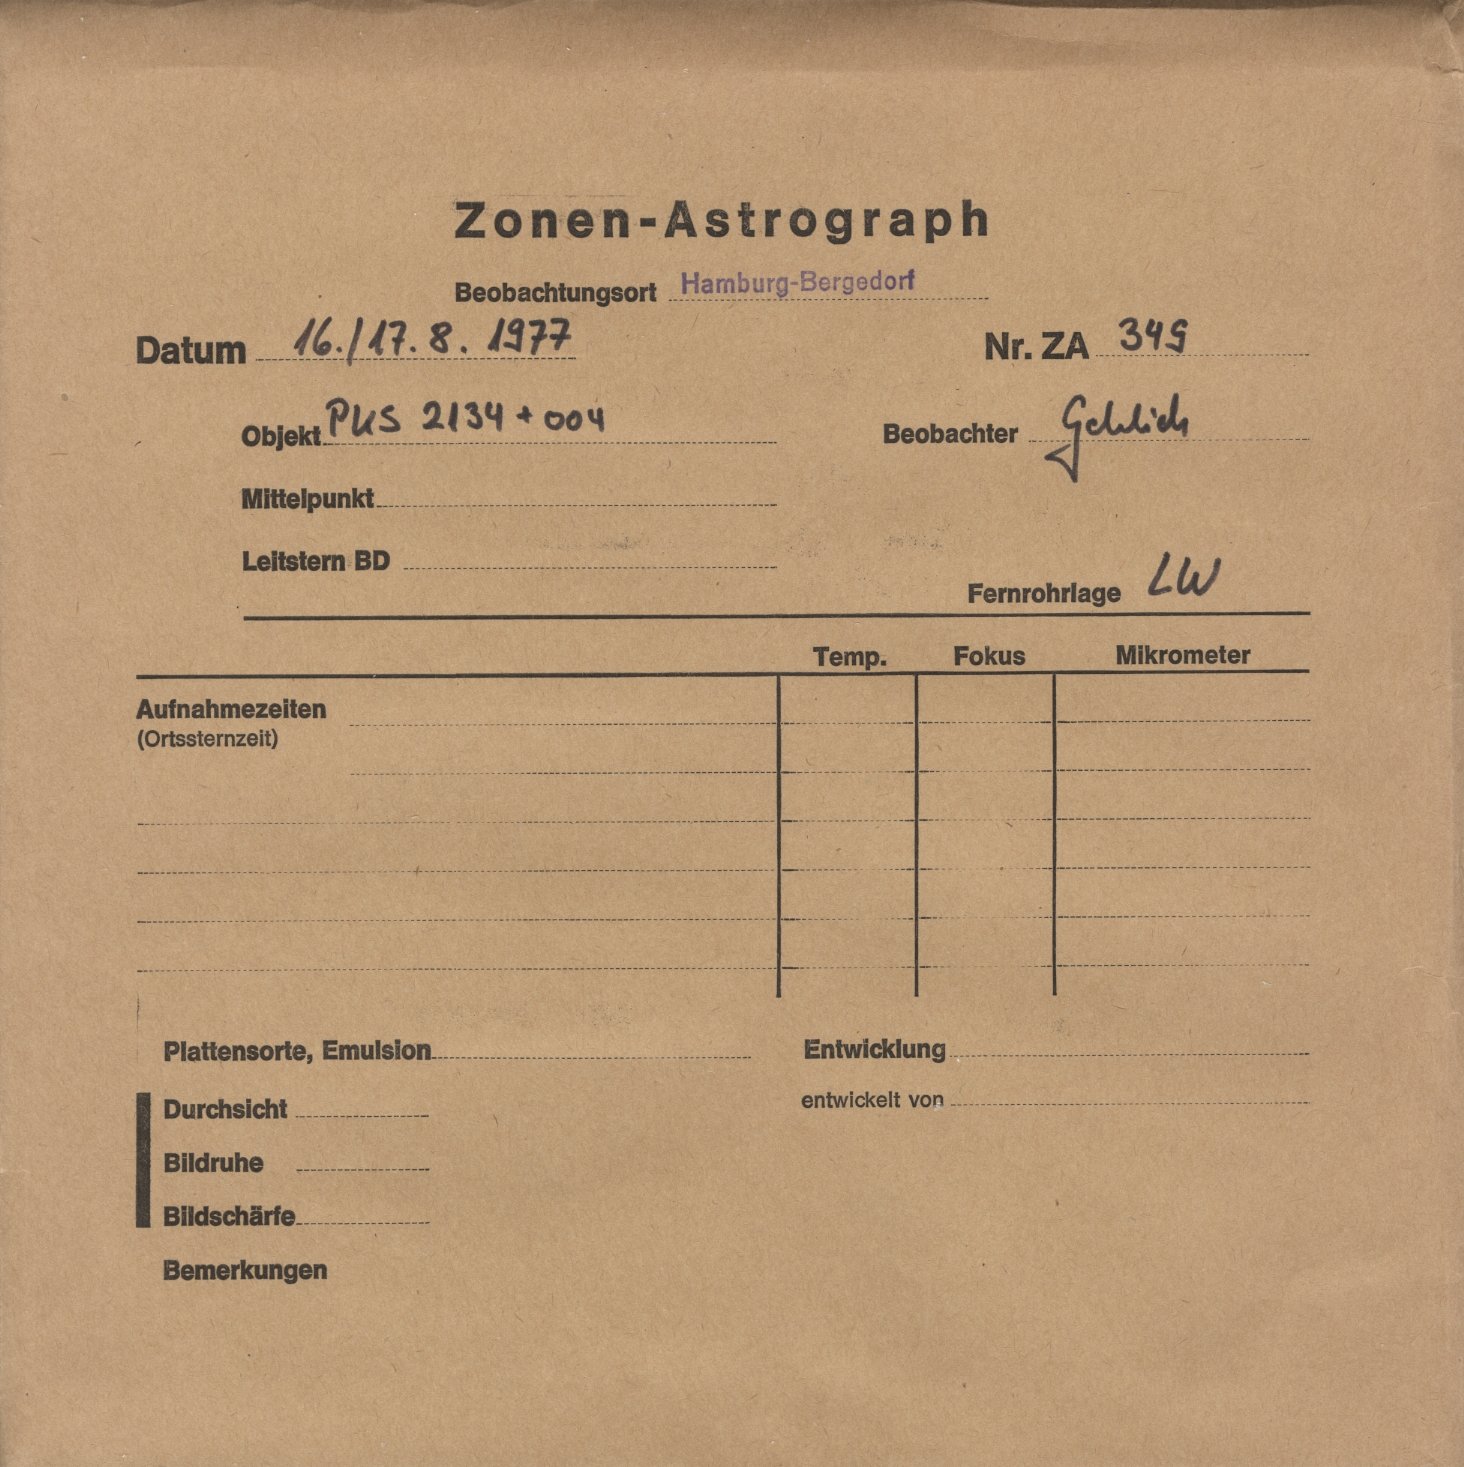 Zonen-Astrograph
Beobachtungsort Hamburg-Bergedorf
Datum 16./17. 8. 1977 Nr. ZA 349
Objekt PKS 2134+004 Beobachter
Mittelpunkt
Leitstern BD
Fernrohrlage LW
Temp. Fokus Mikrometer
Aufnahmezeiten
(Ortssternzeit)
Plattensorte, Emulsion Entwicklung
Durchsicht entwickelt von
Bildruhe
Bildschärfe
Bemerkungen